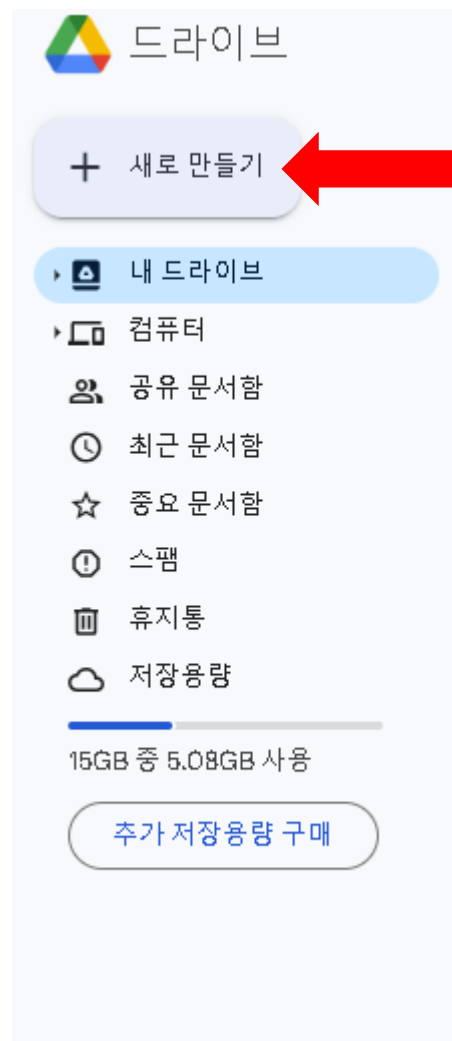 드라이브
새로 만들기
내 드라이브
컴퓨터
공유 문서함
최근 문서함
중요 문서함
스팸
휴지통
저장용량
15GB 중 5.08GB 사용
추가 저장용량 구매